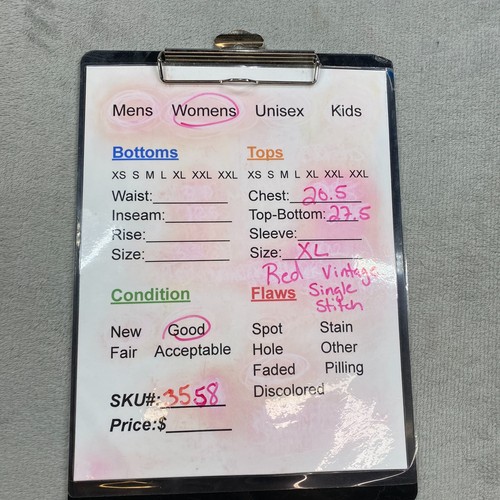 Mens Womens Unisex Kids
Bottoms Tops
XS S M L XL XXL XXL XS S M L XL XXL XXL
Waist: Chest: 26.5
Inseam: Top-Bottom: 27.5
Rise: Sleeve:
Size: Size: XL
Red Vintage
Single
Stitch
Condition Flaws
New Good Spot Stain
Fair Acceptable Hole Other
Faded Pilling
Discolored
SKU#: 3558
Price:$